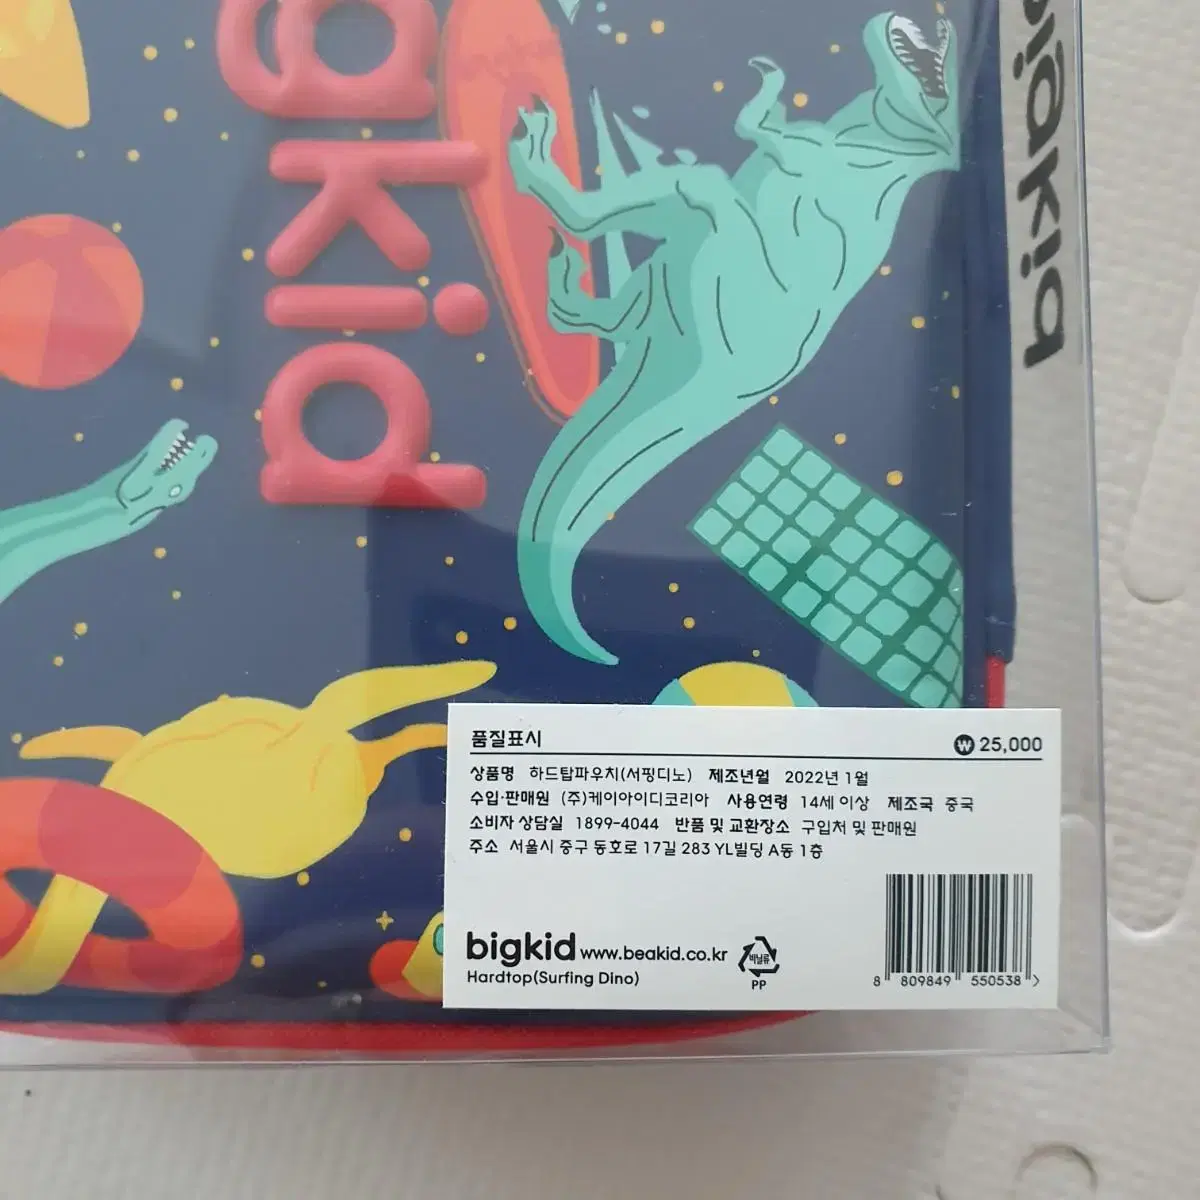 gkid
bigkid
품질표시
₩ 25,000
상품명 하드탑파우치(서핑디노) 제조년월 2022년 1월
수입·판매원 (주)케이아이디코리아 사용연령 14세 이상 제조국 중국
소비자 상담실 1899-4044 반품 및 교환장소 구입처 및 판매원
주소 서울시 중구 동호로 17길 283 YL빌딩 A동 1층
bigkid www.beakid.co.kr
Hardtop(Surfing Dino)
비닐류
PP
8 809849 550538 >